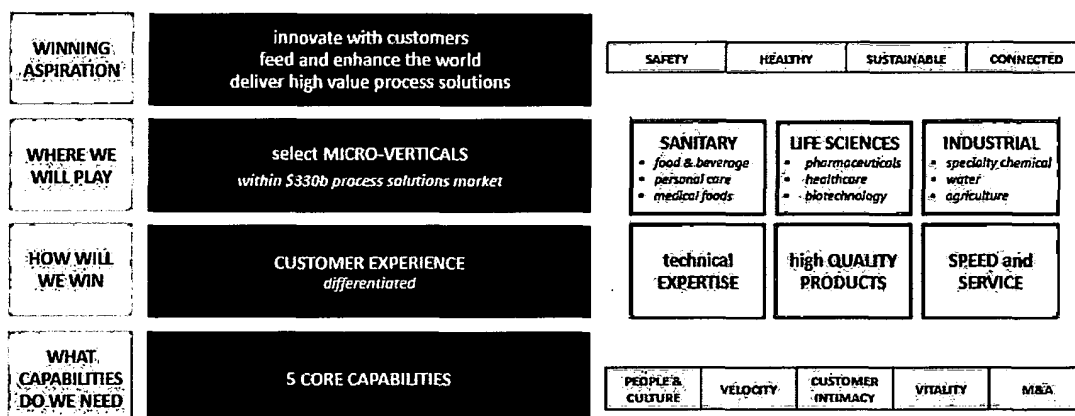 WINNING
ASPIRATION
innovate with customers
feed and enhance the world
deliver high value process solutions
SAFETY
HEALTHY
SUSTAINABLE
CONNECTED
WHERE WE
WILL PLAY
select MICRO-VERTICALS
within $330b process solutions market
SANITARY
• food & beverage
• personal care
• medical foods
LIFE SCIENCES
• pharmaceuticals
• healthcare
• biotechnology
INDUSTRIAL
• specialty chemical
• water
• agriculture
HOW WILL
WE WIN
CUSTOMER EXPERIENCE
differentiated
technical
EXPERTISE
high QUALITY
PRODUCTS
SPEED and
SERVICE
WHAT
CAPABILITIES
DO WE NEED
5 CORE CAPABILITIES
PEOPLE &
CULTURE
VELOCITY
CUSTOMER
INTIMACY
VITALITY
M&A